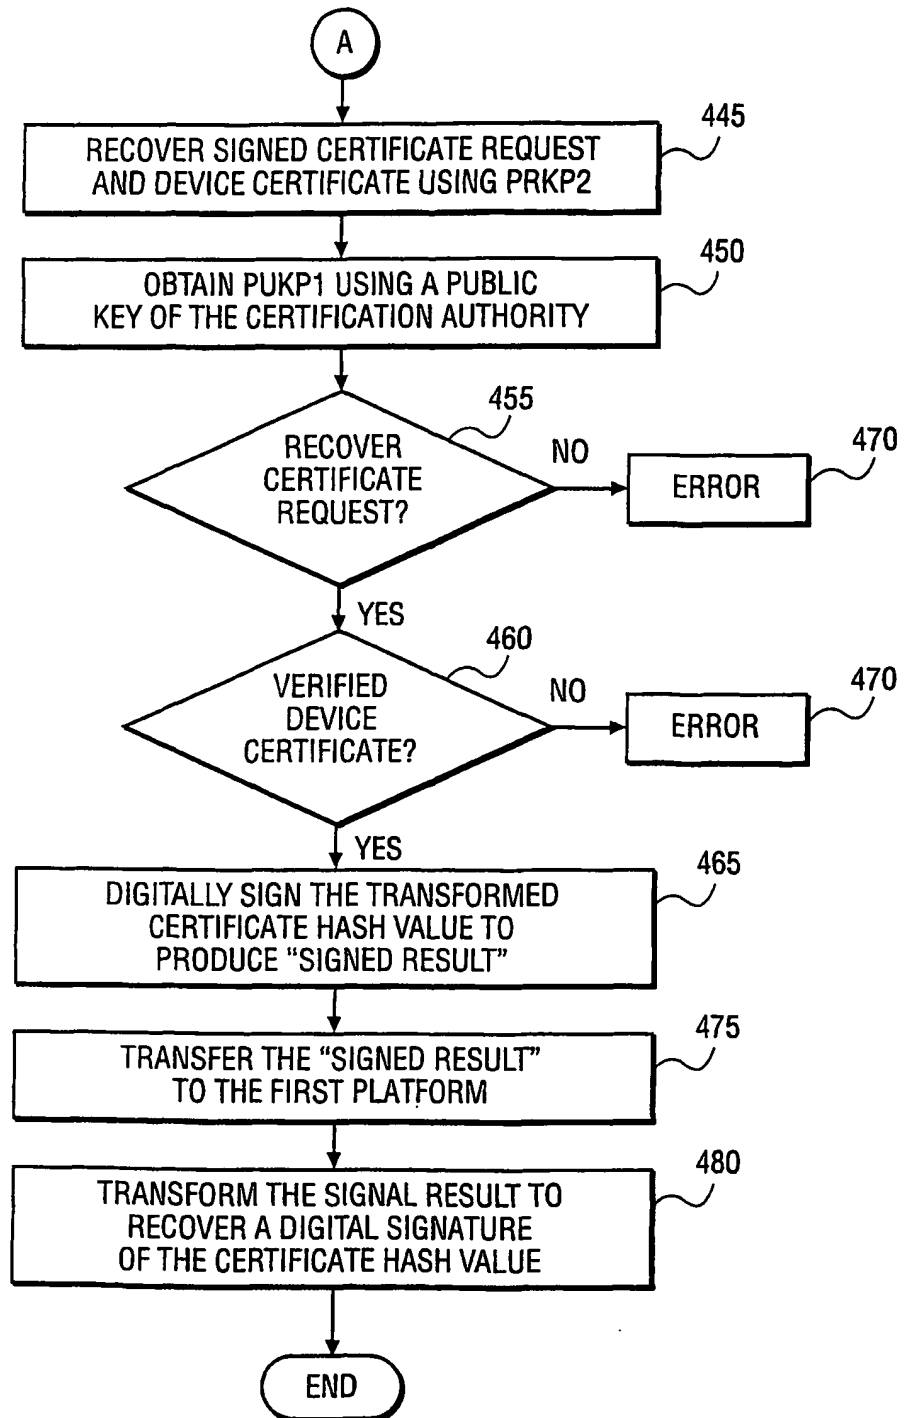 A
RECOVER SIGNED CERTIFICATE REQUEST
AND DEVICE CERTIFICATE USING PRKP2
445
OBTAIN PUKP1 USING A PUBLIC
KEY OF THE CERTIFICATION AUTHORITY
450
RECOVER
CERTIFICATE
REQUEST?
455
NO
ERROR
470
YES
VERIFIED
DEVICE
CERTIFICATE?
460
NO
ERROR
470
YES
DIGITALLY SIGN THE TRANSFORMED
CERTIFICATE HASH VALUE TO
PRODUCE “SIGNED RESULT”
465
TRANSFER THE “SIGNED RESULT”
TO THE FIRST PLATFORM
475
TRANSFORM THE SIGNAL RESULT TO
RECOVER A DIGITAL SIGNATURE
OF THE CERTIFICATE HASH VALUE
480
END